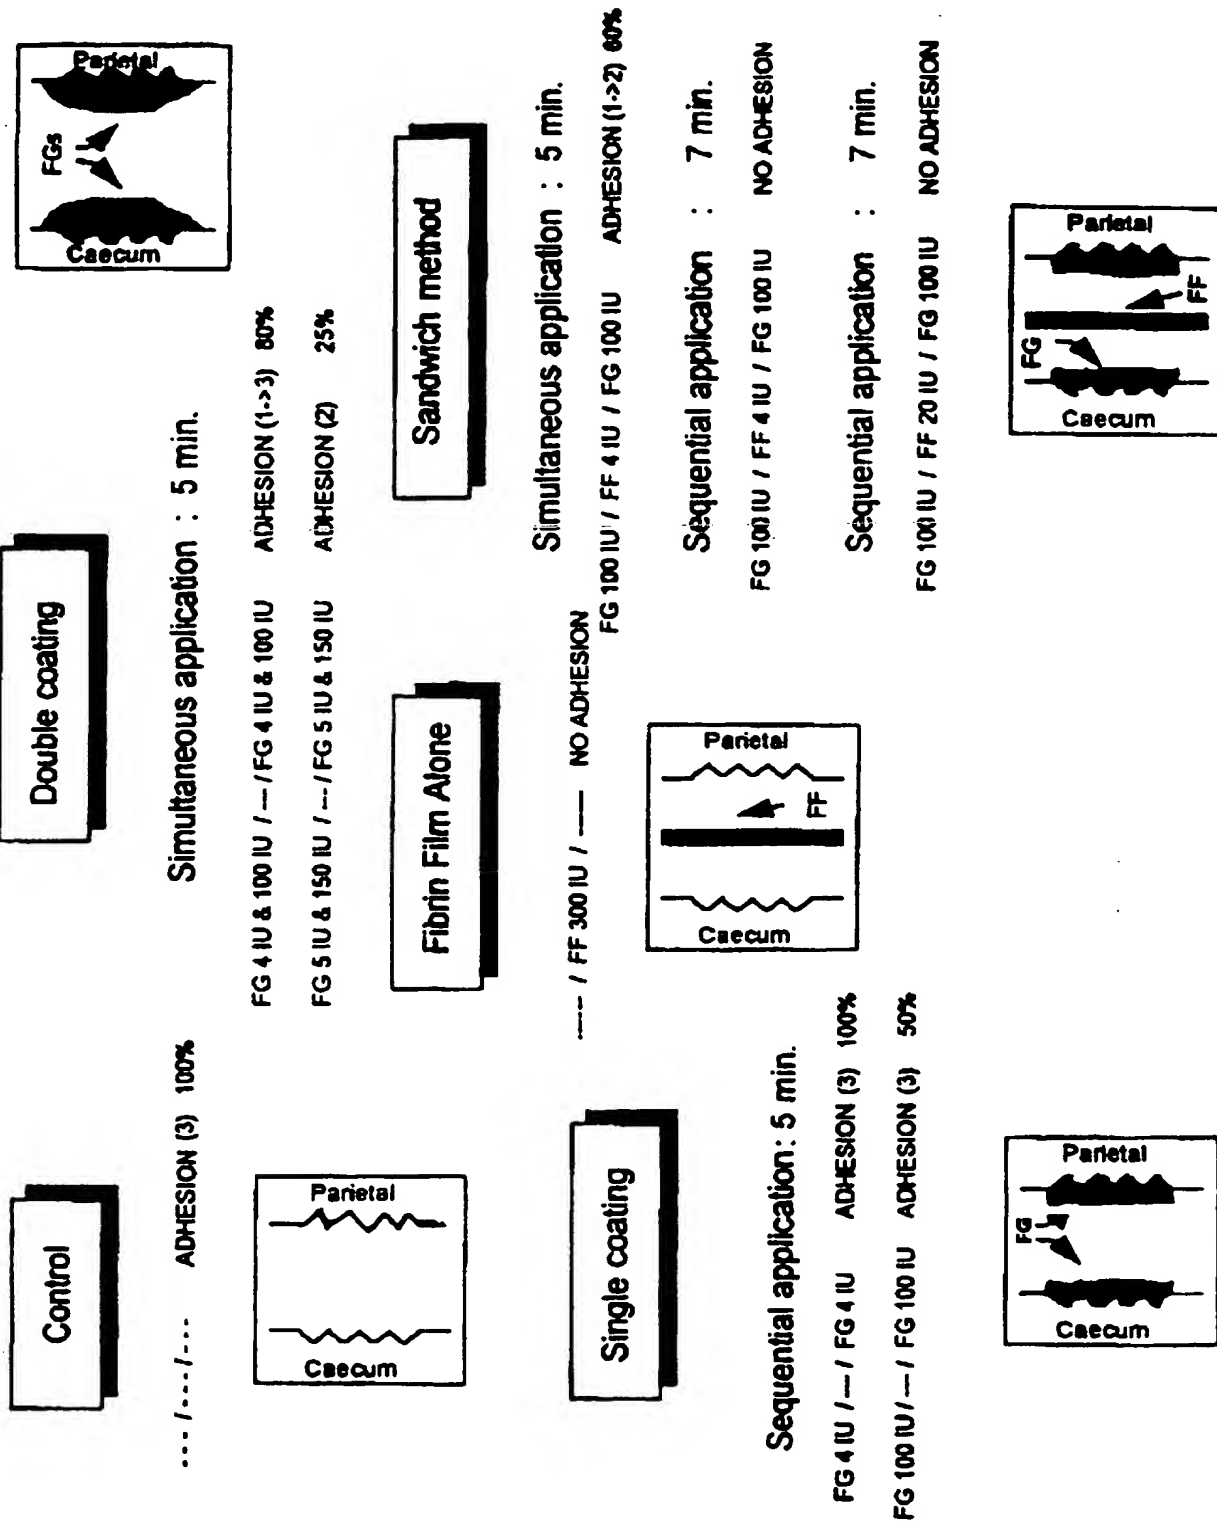 Control
--- / --- / --- ADHESION (3) 100%
Parietal
Caecum
Double coating
Simultaneous application : 5 min.
FG 4 IU & 100 IU / --- / FG 4 IU & 100 IU ADHESION (1->3) 80%
FG 5 IU & 150 IU / --- / FG 5 IU & 150 IU ADHESION (2) 25%
Parietal
FGs
Caecum
Single coating
Sequential application : 5 min.
FG 4 IU / --- / FG 4 IU ADHESION (3) 100%
FG 100 IU / --- / FG 100 IU ADHESION (3) 50%
Parietal
FG
Caecum
Fibrin Film Alone
---- / FF 300 IU / ---- NO ADHESION
Parietal
FF
Caecum
Sandwich method
Simultaneous application : 5 min.
FG 100 IU / FF 4 IU / FG 100 IU ADHESION (1->2) 60%
Sequential application : 7 min.
FG 100 IU / FF 4 IU / FG 100 IU NO ADHESION
Sequential application : 7 min.
FG 100 IU / FF 20 IU / FG 100 IU NO ADHESION
Parietal
FG
FF
Caecum